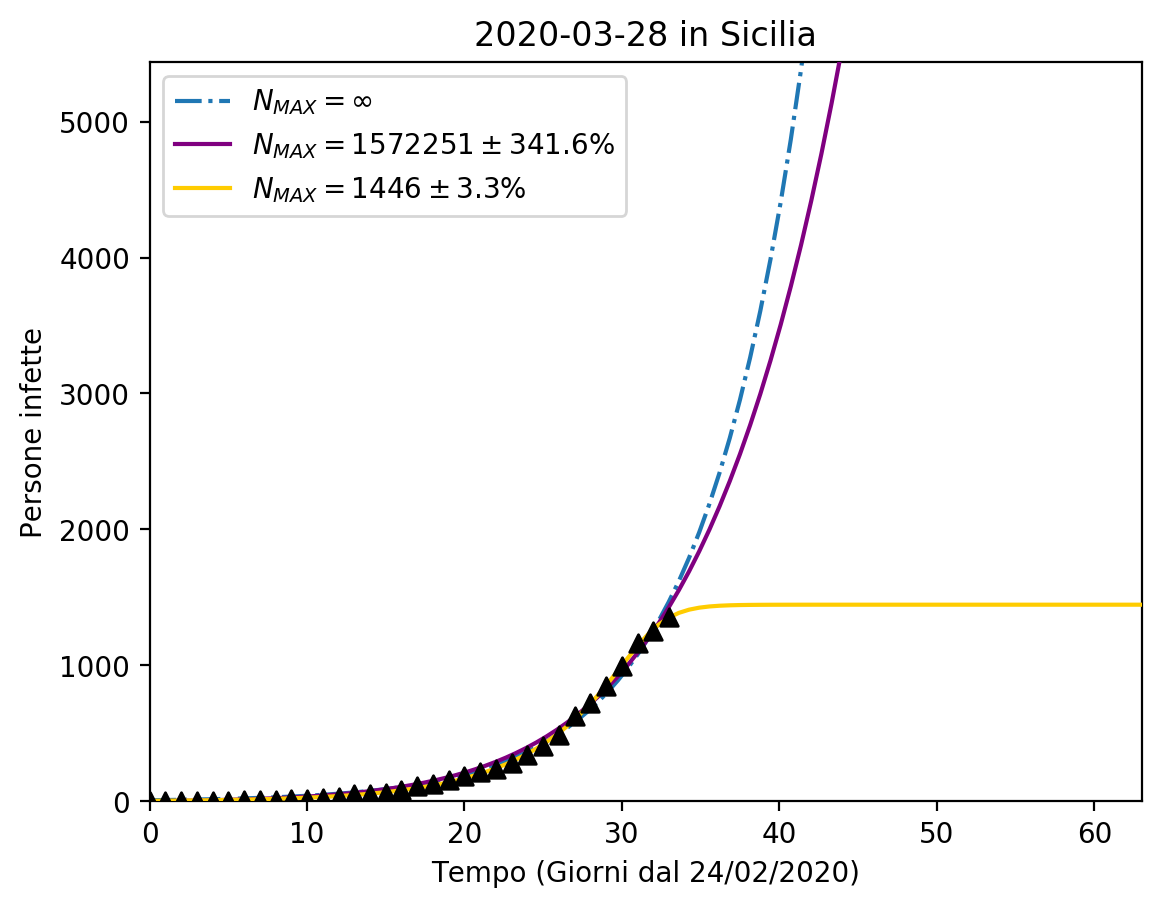 2020-03-28 in Sicilia
N_MAX = ∞
N_MAX = 1572251 ± 341.6%
N_MAX = 1446 ± 3.3%
5000
4000
3000
2000
1000
0
Persone infette
0 10 20 30 40 50 60
Tempo (Giorni dal 24/02/2020)